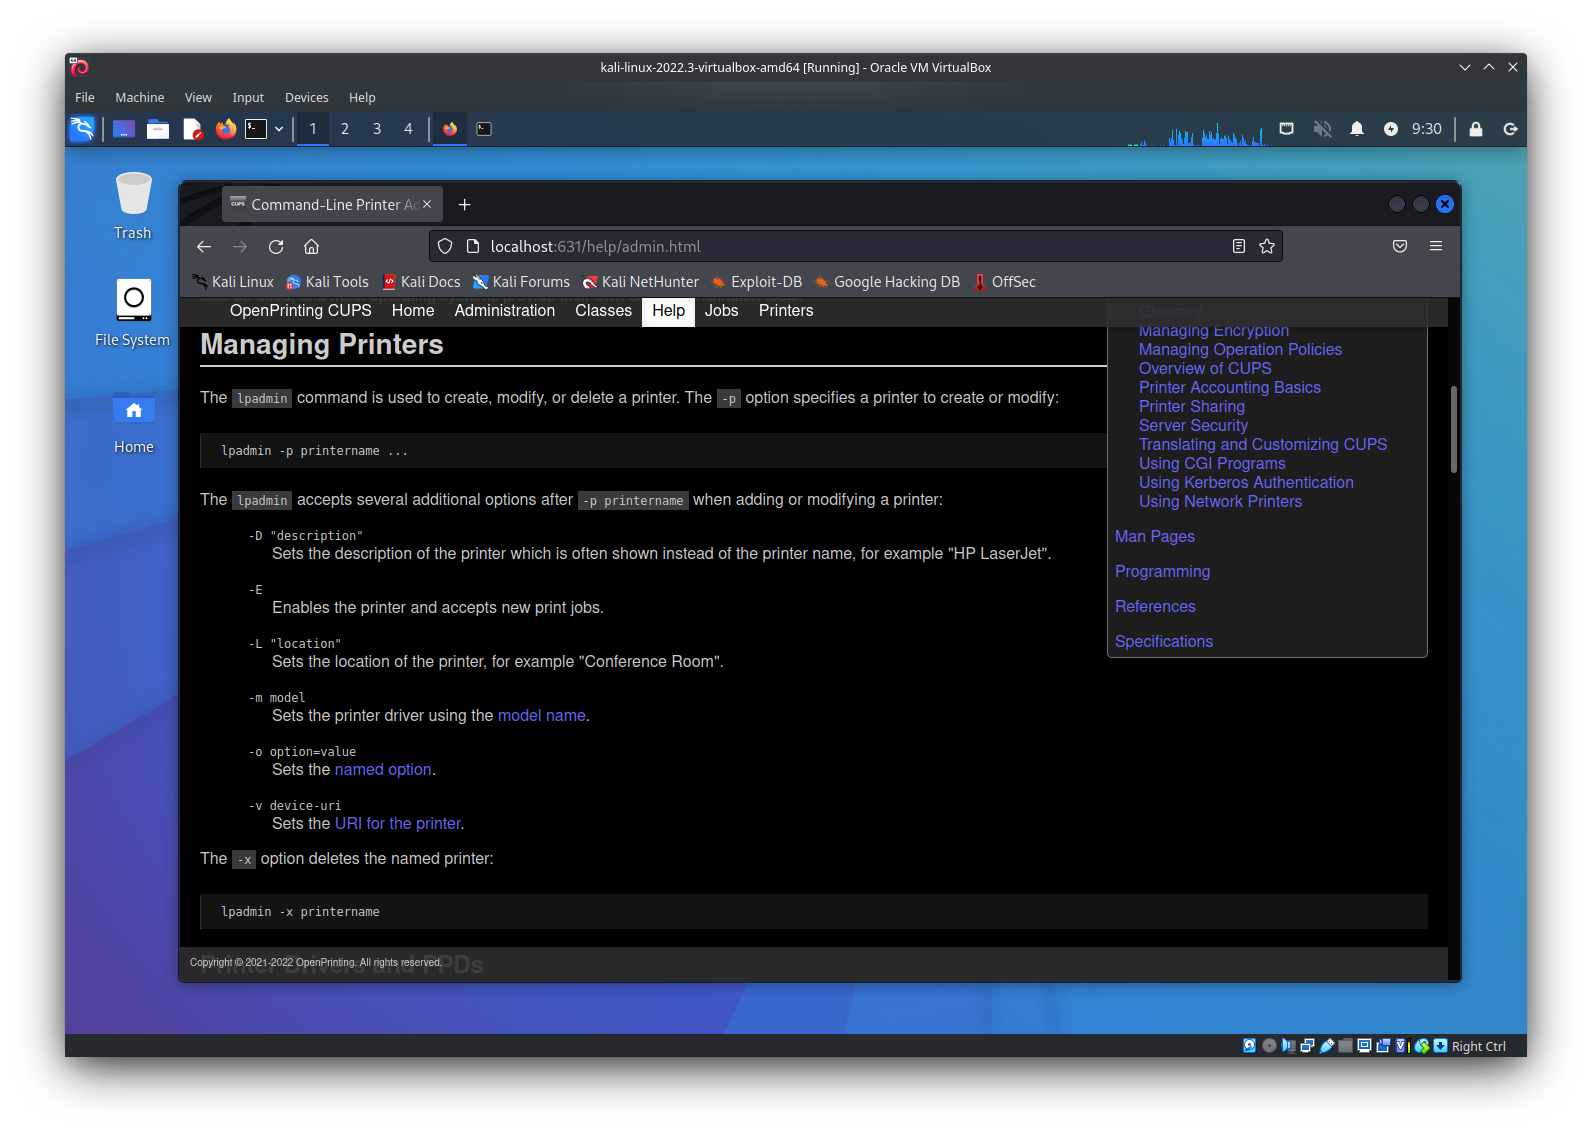 kali-linux-2022.3-virtualbox-amd64 [Running] - Oracle VM VirtualBox
File Machine View Input Devices Help
1 2 3 4 9:30
Trash
File System
Home
CUPS Command-Line Printer Ad
localhost:631/help/admin.html
Kali Linux Kali Tools Kali Docs Kali Forums Kali NetHunter Exploit-DB Google Hacking DB OffSec
OpenPrinting CUPS Home Administration Classes Help Jobs Printers
Managing Printers
The lpadmin command is used to create, modify, or delete a printer. The -p option specifies a printer to create or modify:
lpadmin -p printername ...
The lpadmin accepts several additional options after -p printername when adding or modifying a printer:
-D "description"
Sets the description of the printer which is often shown instead of the printer name, for example "HP LaserJet".
-E
Enables the printer and accepts new print jobs.
-L "location"
Sets the location of the printer, for example "Conference Room".
-m model
Sets the printer driver using the model name.
-o option=value
Sets the named option.
-v device-uri
Sets the URI for the printer.
The -x option deletes the named printer:
lpadmin -x printername
Printer Drivers and PPDs
Copyright © 2021-2022 OpenPrinting. All rights reserved.
Glossary
Managing Encryption
Managing Operation Policies
Overview of CUPS
Printer Accounting Basics
Printer Sharing
Server Security
Translating and Customizing CUPS
Using CGI Programs
Using Kerberos Authentication
Using Network Printers
Man Pages
Programming
References
Specifications
Right Ctrl